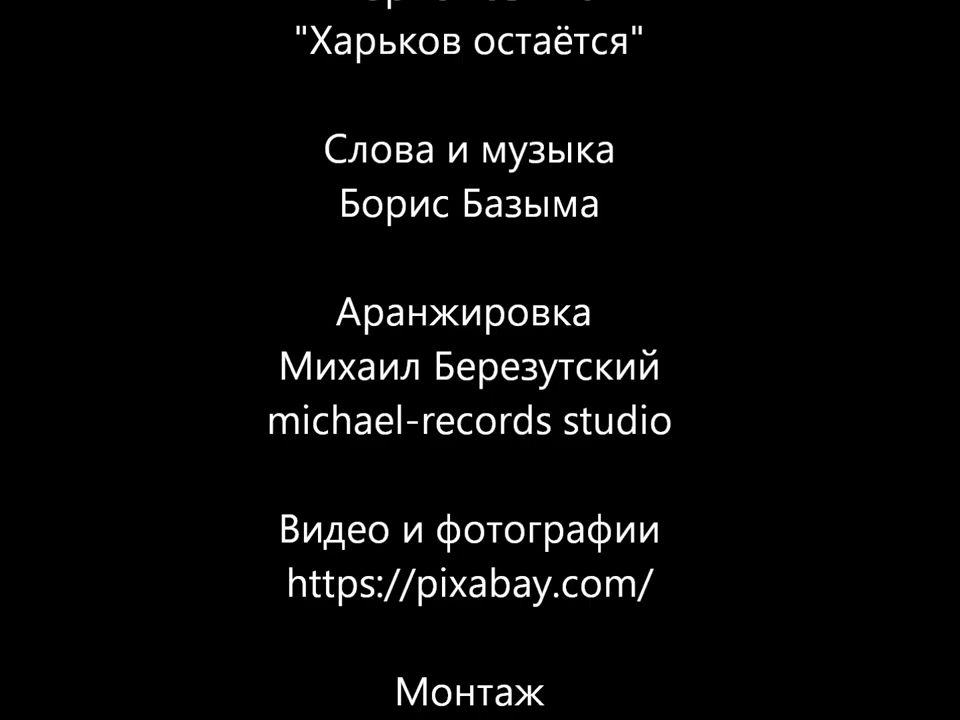 "Харьков остаётся"
Слова и музыка
Борис Базыма
Аранжировка
Михаил Березутский
michael-records studio
Видео и фотографии
https://pixabay.com/
Монтаж